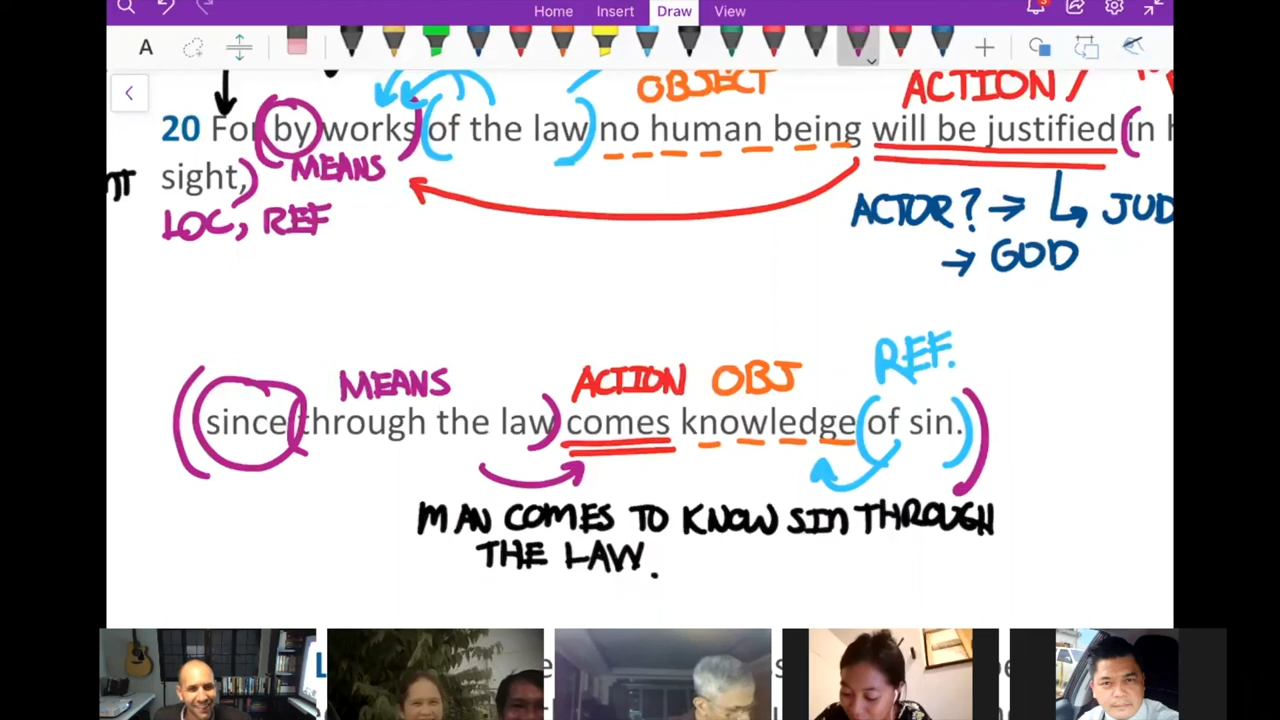 Home Insert Draw View
A
OBJECT ACTION /
20 For by works of the law no human being will be justified in h
MEANS
sight,
LOC, REF
ACTOR? → JUD
→ GOD
REF.
MEANS ACTION OBJ
since through the law comes knowledge of sin.
MAN COMES TO KNOW SIN THROUGH
THE LAW.